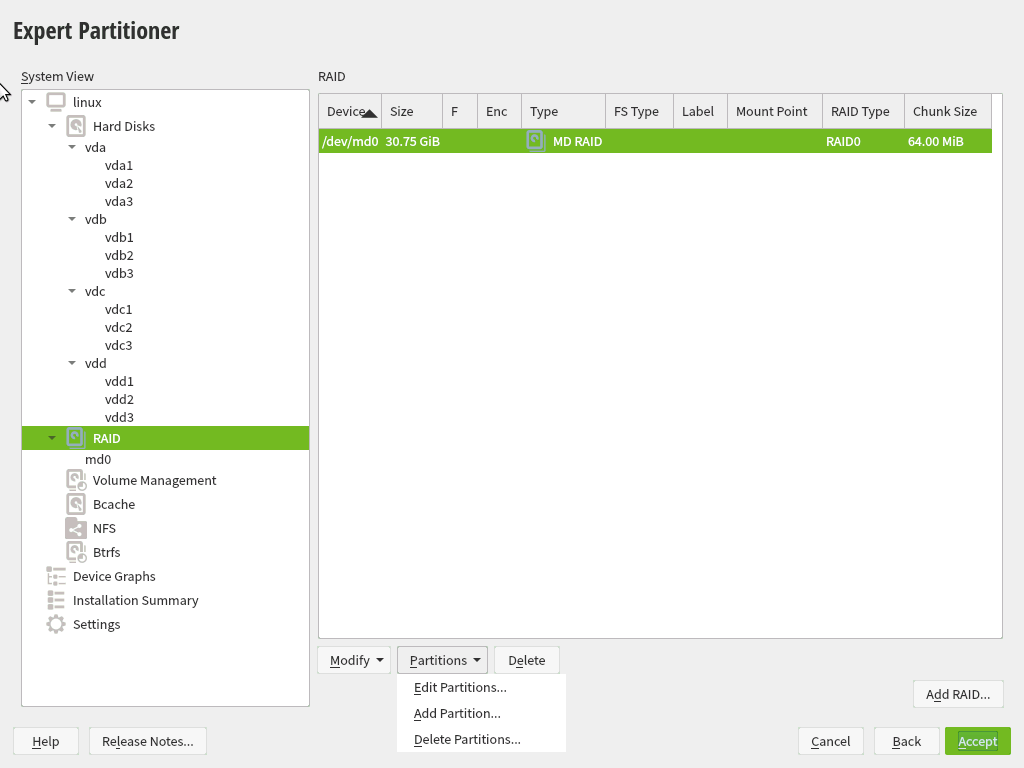 Expert Partitioner
System View
linux
Hard Disks
vda
vda1
vda2
vda3
vdb
vdb1
vdb2
vdb3
vdc
vdc1
vdc2
vdc3
vdd
vdd1
vdd2
vdd3
RAID
md0
Volume Management
Bcache
NFS
Btrfs
Device Graphs
Installation Summary
Settings
RAID
Device Size F Enc Type FS Type Label Mount Point RAID Type Chunk Size
/dev/md0 30.75 GiB MD RAID RAID0 64.00 MiB
Modify Partitions Delete
Edit Partitions...
Add Partition...
Delete Partitions...
Add RAID...
Help Release Notes... Cancel Back Accept